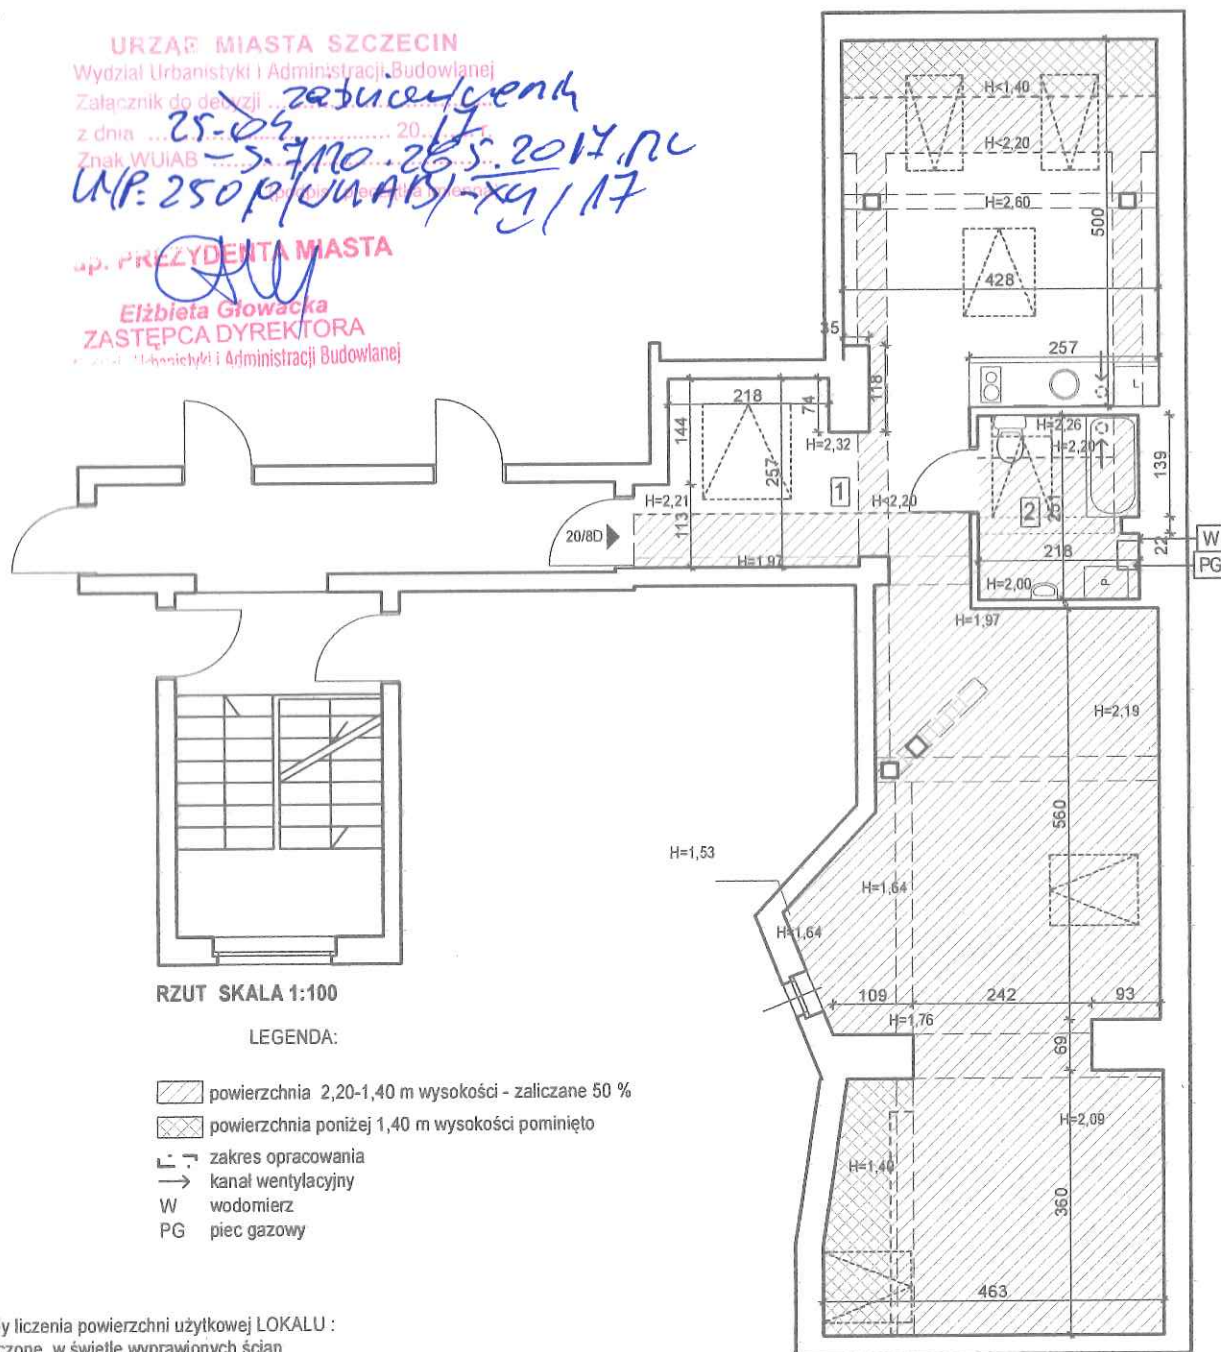 URZĄD MIASTA SZCZECIN
Wydział Urbanistyki i Administracji Budowlanej
Załącznik do decyzji
z dnia 25-04 2017 r.
Znak WUiAB
PREZYDENTA MIASTA
Elżbieta Głowacka
ZASTĘPCA DYREKTORA
i Administracji Budowlanej
H<1,40
H<2,20
H=2,60
500
428
35
257
118
L
218
74
144
H=2,32
257
1
H=2,21
113
H<2,20
H=1,97
20/8D
H=2,26
H=2,20
139
2
251
218
22
W
PG
H=2,00
P
H=1,97
H=2,19
560
H=1,53
H=1,64
H=1,64
109
242
93
H=1,76
69
H=2,09
H=1,40
360
463
RZUT SKALA 1:100
LEGENDA:
powierzchnia 2,20-1,40 m wysokości - zaliczane 50 %
powierzchnia poniżej 1,40 m wysokości pominięto
zakres opracowania
kanał wentylacyjny
W wodomierz
PG piec gazowy
y liczenia powierzchni użytkowej LOKALU :
w świetle wyprawionych ścian